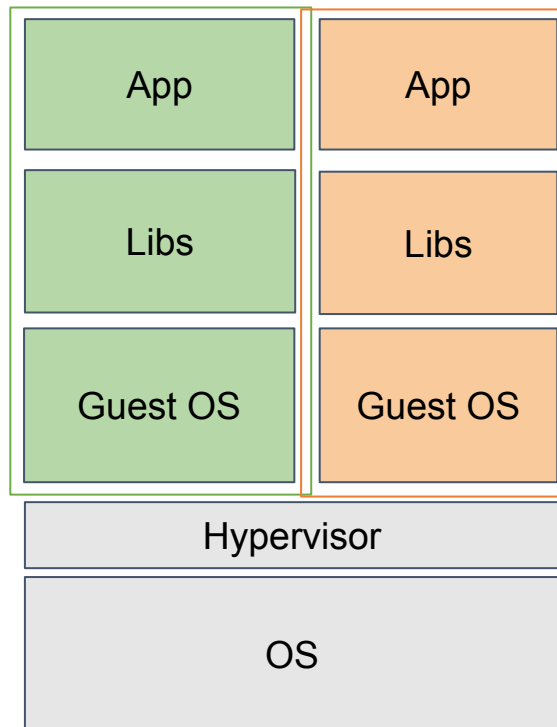 App
App
Libs
Libs
Guest OS
Guest OS
Hypervisor
OS